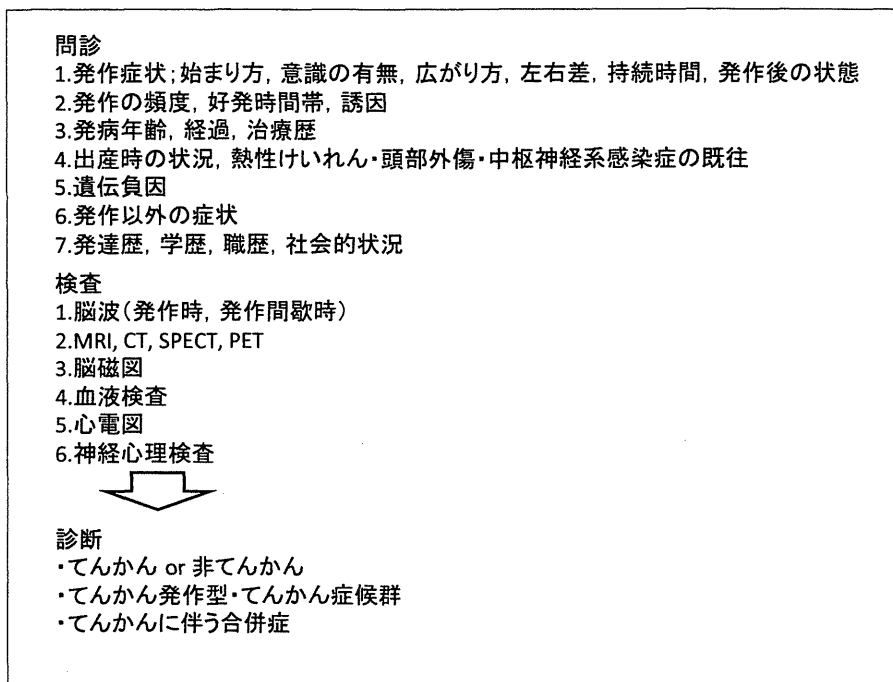 問診
1.発作症状;始まり方, 意識の有無, 広がり方, 左右差, 持続時間, 発作後の状態
2.発作の頻度, 好発時間帯, 誘因
3.発病年齢, 経過, 治療歴
4.出産時の状況, 熱性けいれん・頭部外傷・中枢神経系感染症の既往
5.遺伝負因
6.発作以外の症状
7.発達歴, 学歴, 職歴, 社会的状況
検査
1.脳波(発作時, 発作間歇時)
2.MRI, CT, SPECT, PET
3.脳磁図
4.血液検査
5.心電図
6.神経心理検査
診断
・てんかん or 非てんかん
・てんかん発作型・てんかん症候群
・てんかんに伴う合併症